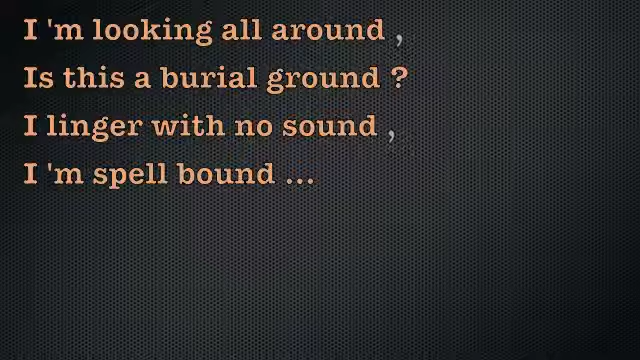 I 'm looking all around ,
Is this a burial ground ?
I linger with no sound ,
I 'm spell bound ...